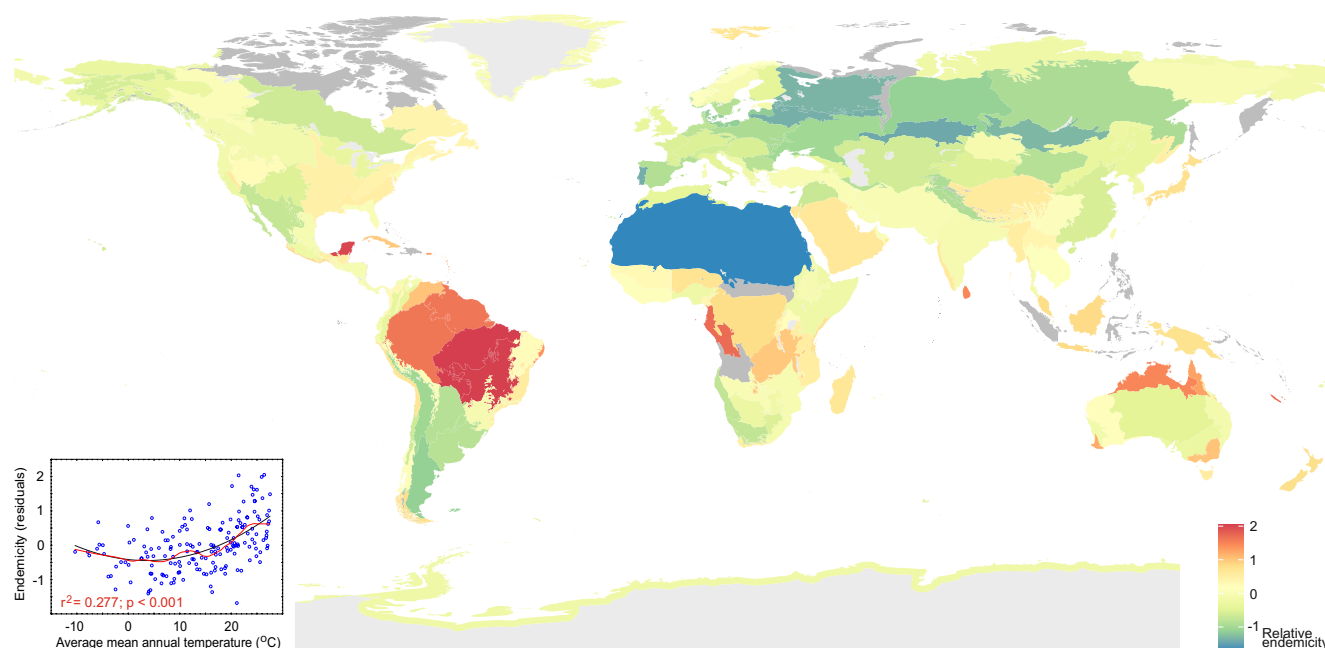 2
1
0
-1
Endemicity (residuals)
r²= 0.277; p < 0.001
-10 0 10 20
Average mean annual temperature (⁰C)
2
1
0
-1
Relative
endemicity